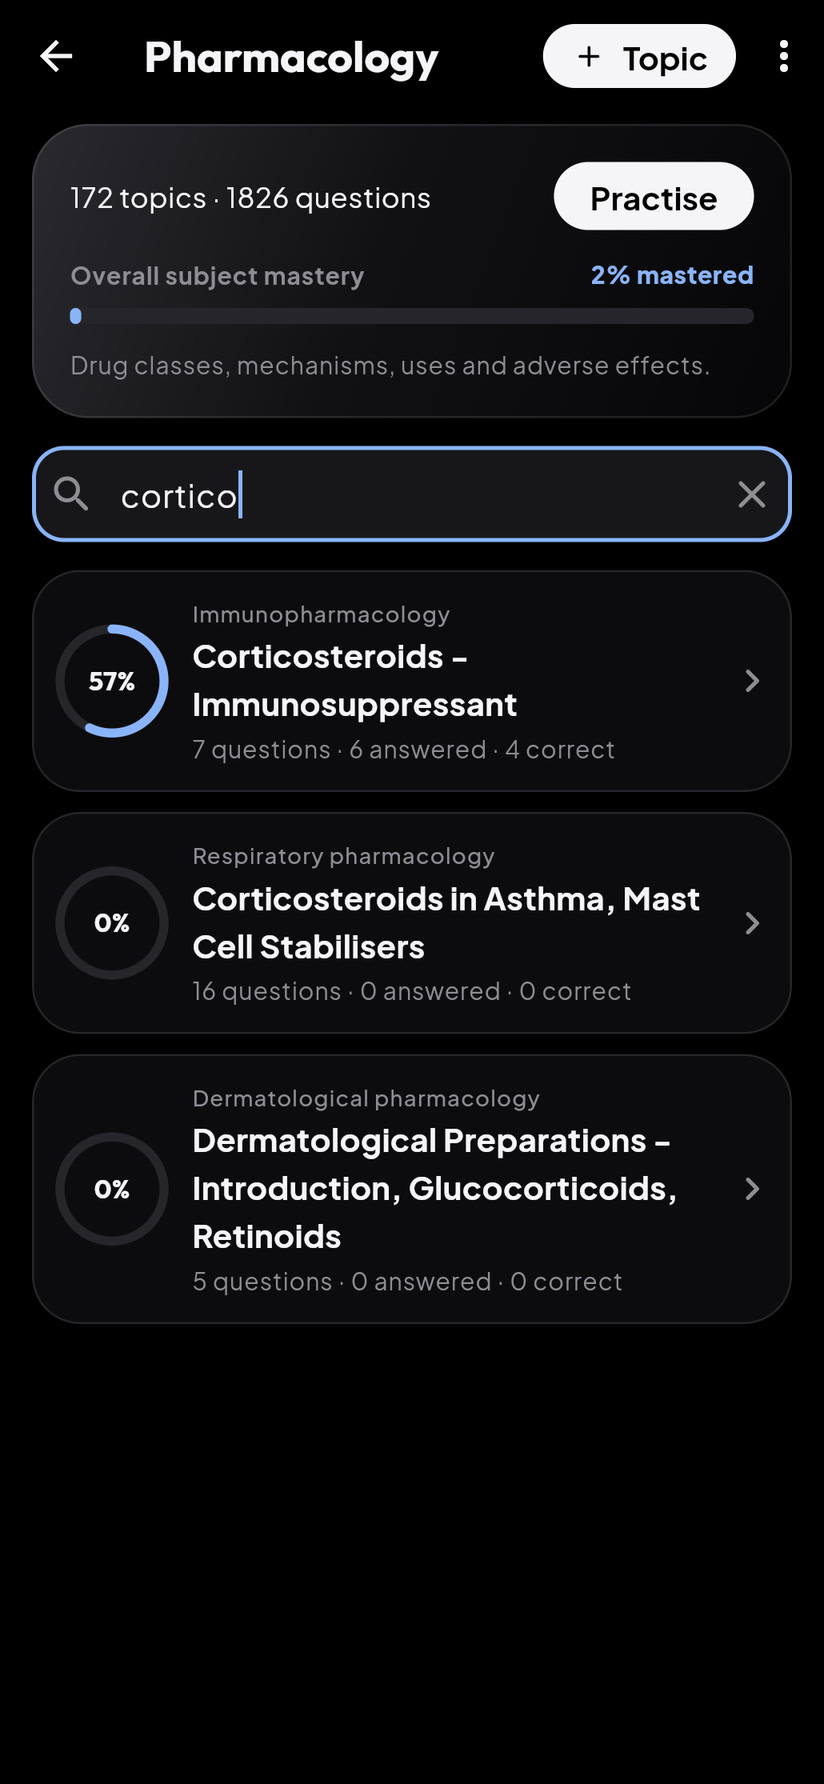 Pharmacology
+ Topic
172 topics · 1826 questions
Practise
Overall subject mastery
2% mastered
Drug classes, mechanisms, uses and adverse effects.
cortico
57%
Immunopharmacology
Corticosteroids -
Immunosuppressant
7 questions · 6 answered · 4 correct
0%
Respiratory pharmacology
Corticosteroids in Asthma, Mast
Cell Stabilisers
16 questions · 0 answered · 0 correct
0%
Dermatological pharmacology
Dermatological Preparations -
Introduction, Glucocorticoids,
Retinoids
5 questions · 0 answered · 0 correct